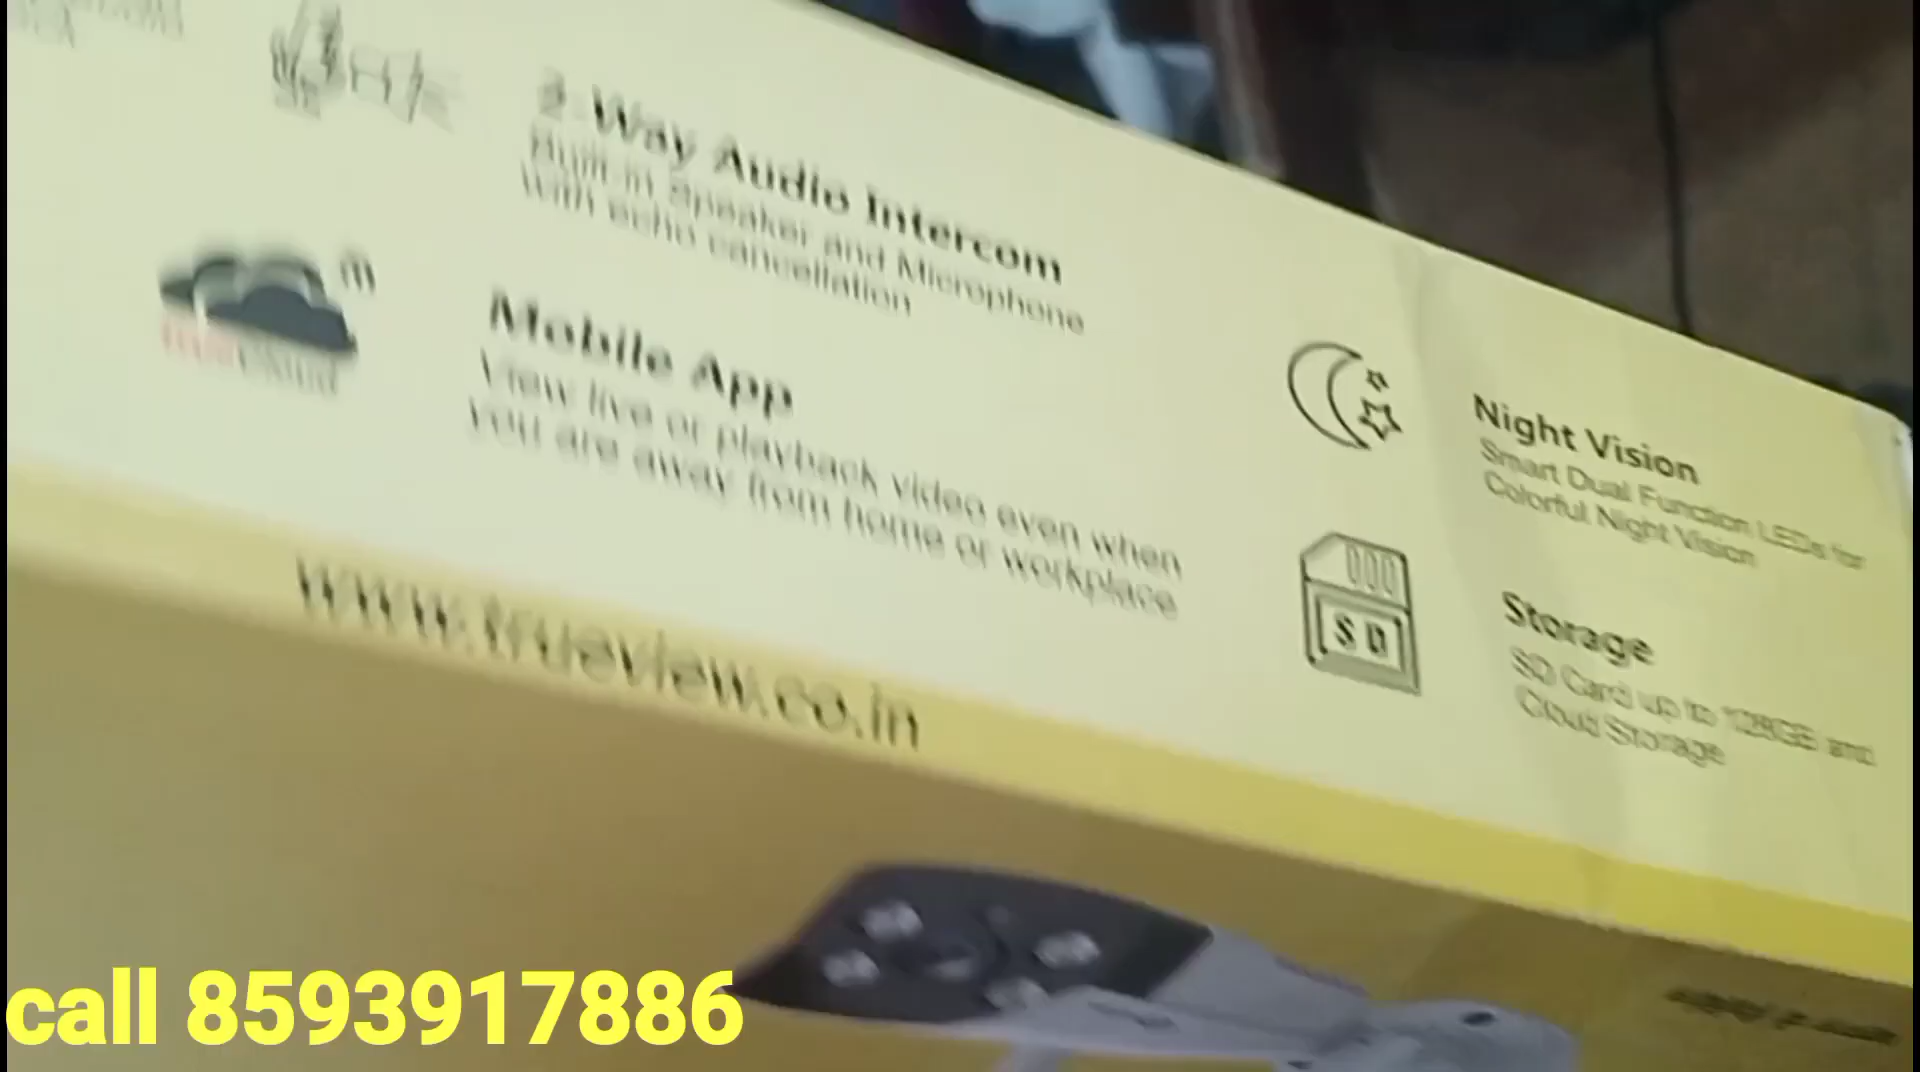 2-Way Audio Intercom
Built-in Speaker and Microphone
with echo cancellation
Mobile App
View live or playback video even when
you are away from home or workplace
Night Vision
Smart Dual Function LEDs for
Colorful Night Vision
SD
Storage
SD Card up to 128GB and
Cloud Storage
www.trueview.co.in
call 8593917886